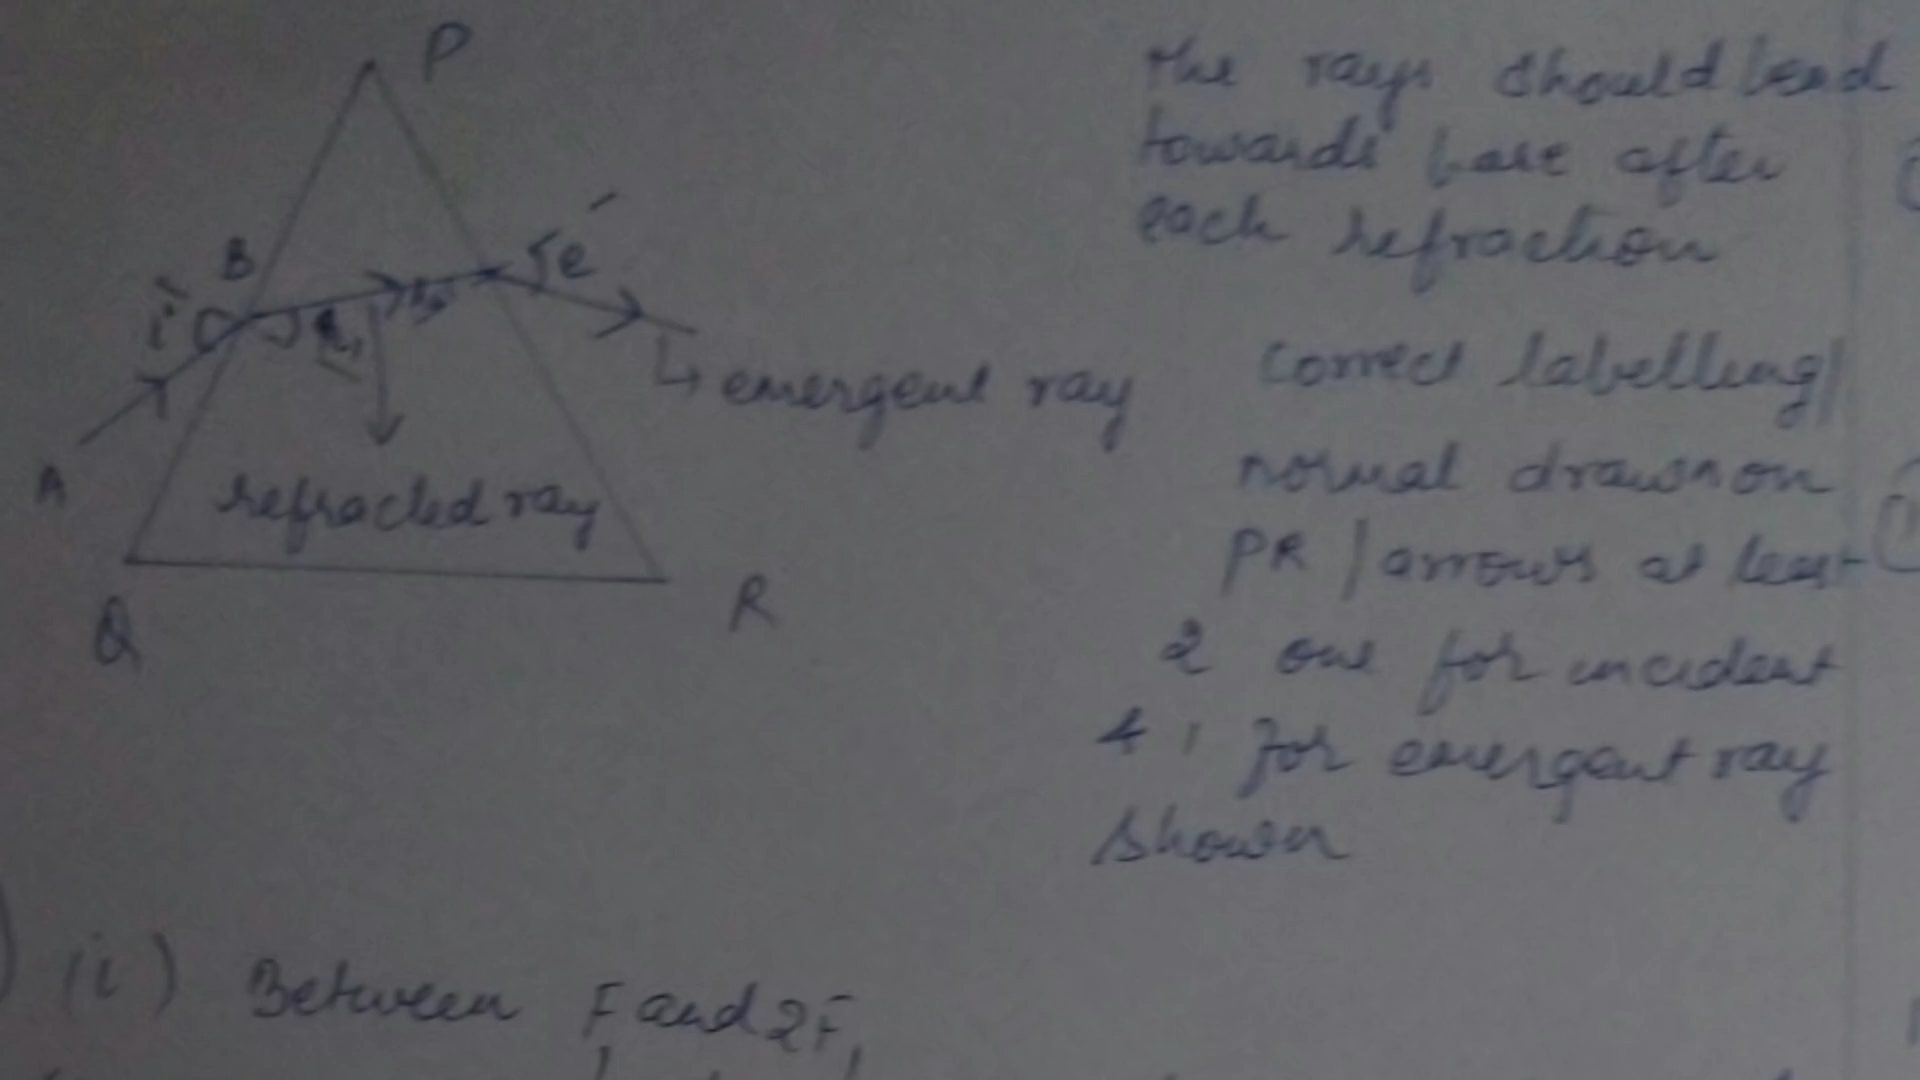 P
The rays should bend
towards base after
each refraction
B
i
e
emergent ray
correct labelling/
normal drawn on
PR / arrows at least
A
refracted ray
Q
R
2 one for incident
& 1 for emergent ray
shown
(i) Between F and 2F1